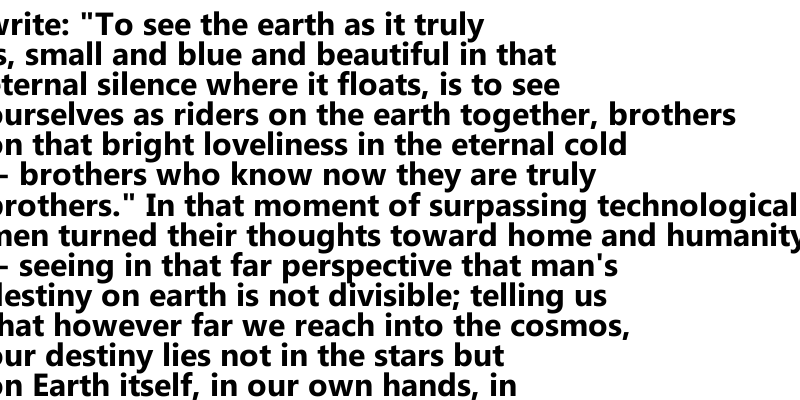 write: "To see the earth as it truly
s, small and blue and beautiful in that
eternal silence where it floats, is to see
ourselves as riders on the earth together, brothers
on that bright loveliness in the eternal cold
- brothers who know now they are truly
brothers." In that moment of surpassing technological
men turned their thoughts toward home and humanity
- seeing in that far perspective that man's
destiny on earth is not divisible; telling us
that however far we reach into the cosmos,
our destiny lies not in the stars but
on Earth itself, in our own hands, in